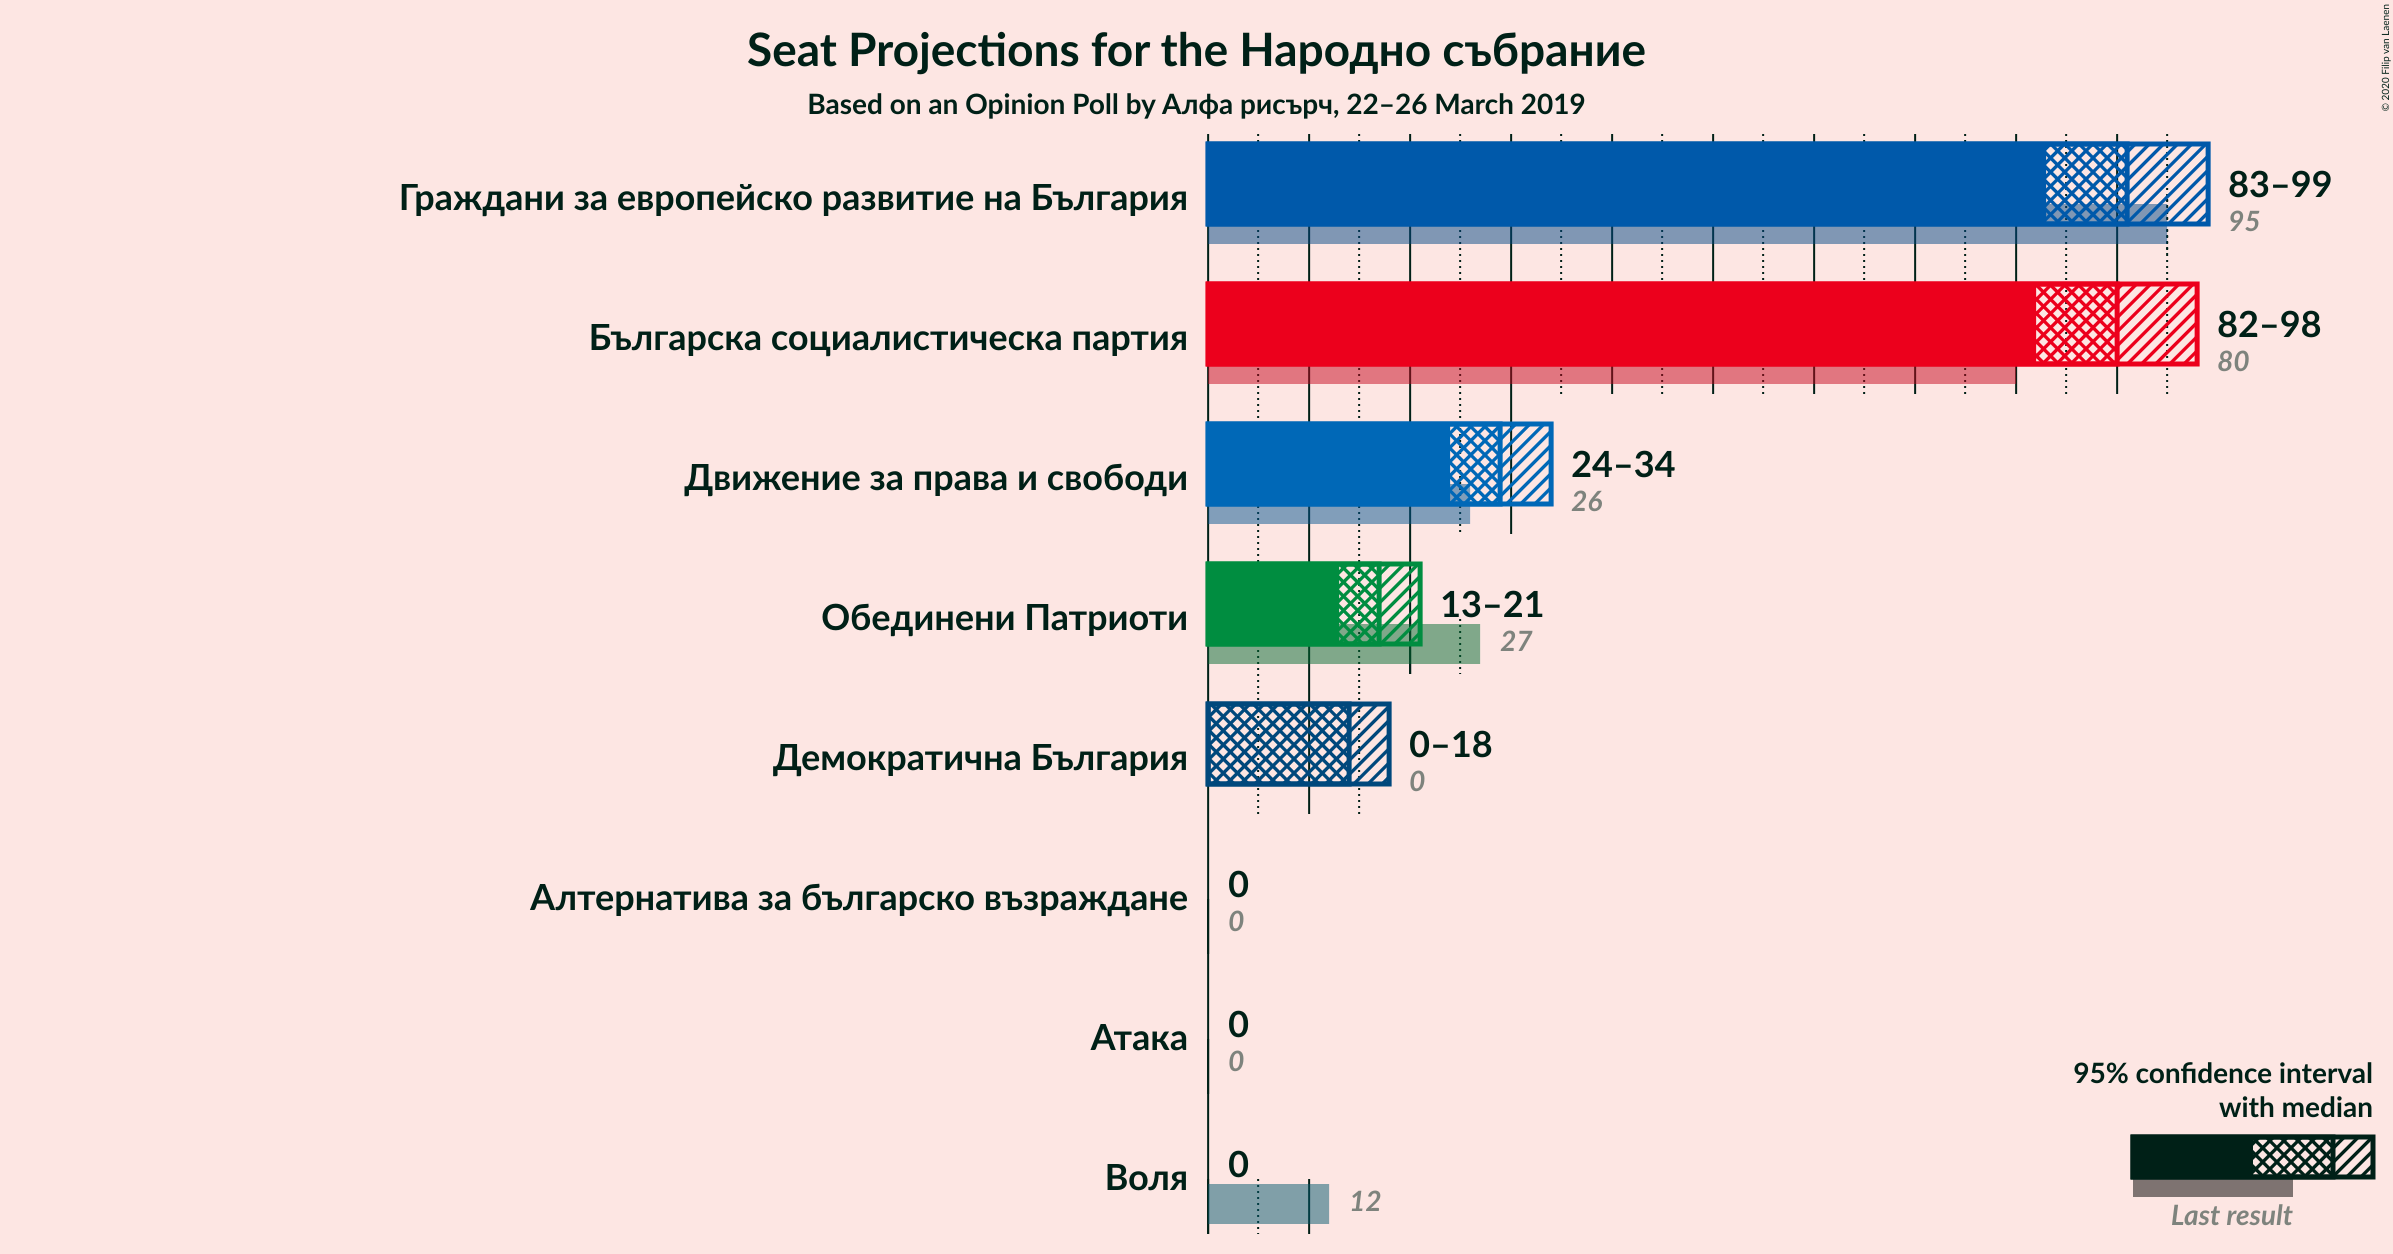 Seat Projections for the Народно събрание
Based on an Opinion Poll by Алфа рисърч, 22–26 March 2019
© 2020 Filip van Laenen
Граждани за европейско развитие на България
83–99
95
Българска социалистическа партия
82–98
80
Движение за права и свободи
24–34
26
Обединени Патриоти
13–21
27
Демократична България
0–18
0
Алтернатива за българско възраждане
0
0
Атака
0
0
Воля
0
12
95% confidence interval
with median
Last result